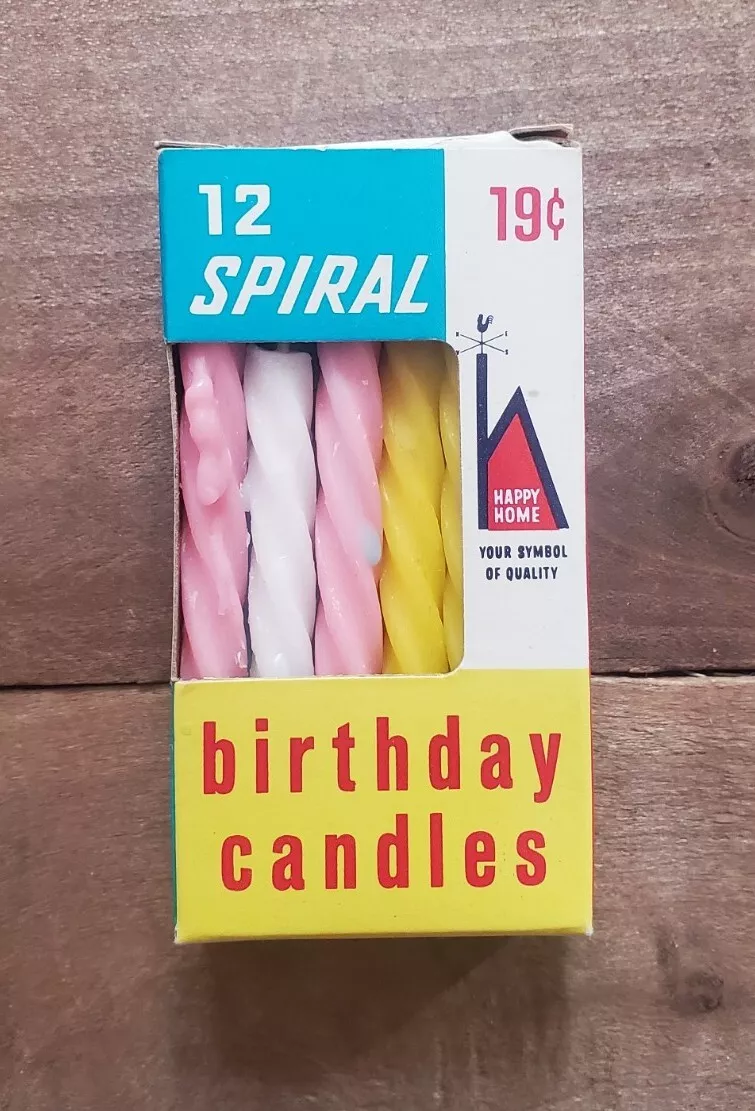 12
SPIRAL
19¢
HAPPY
HOME
YOUR SYMBOL
OF QUALITY
birthday
candles